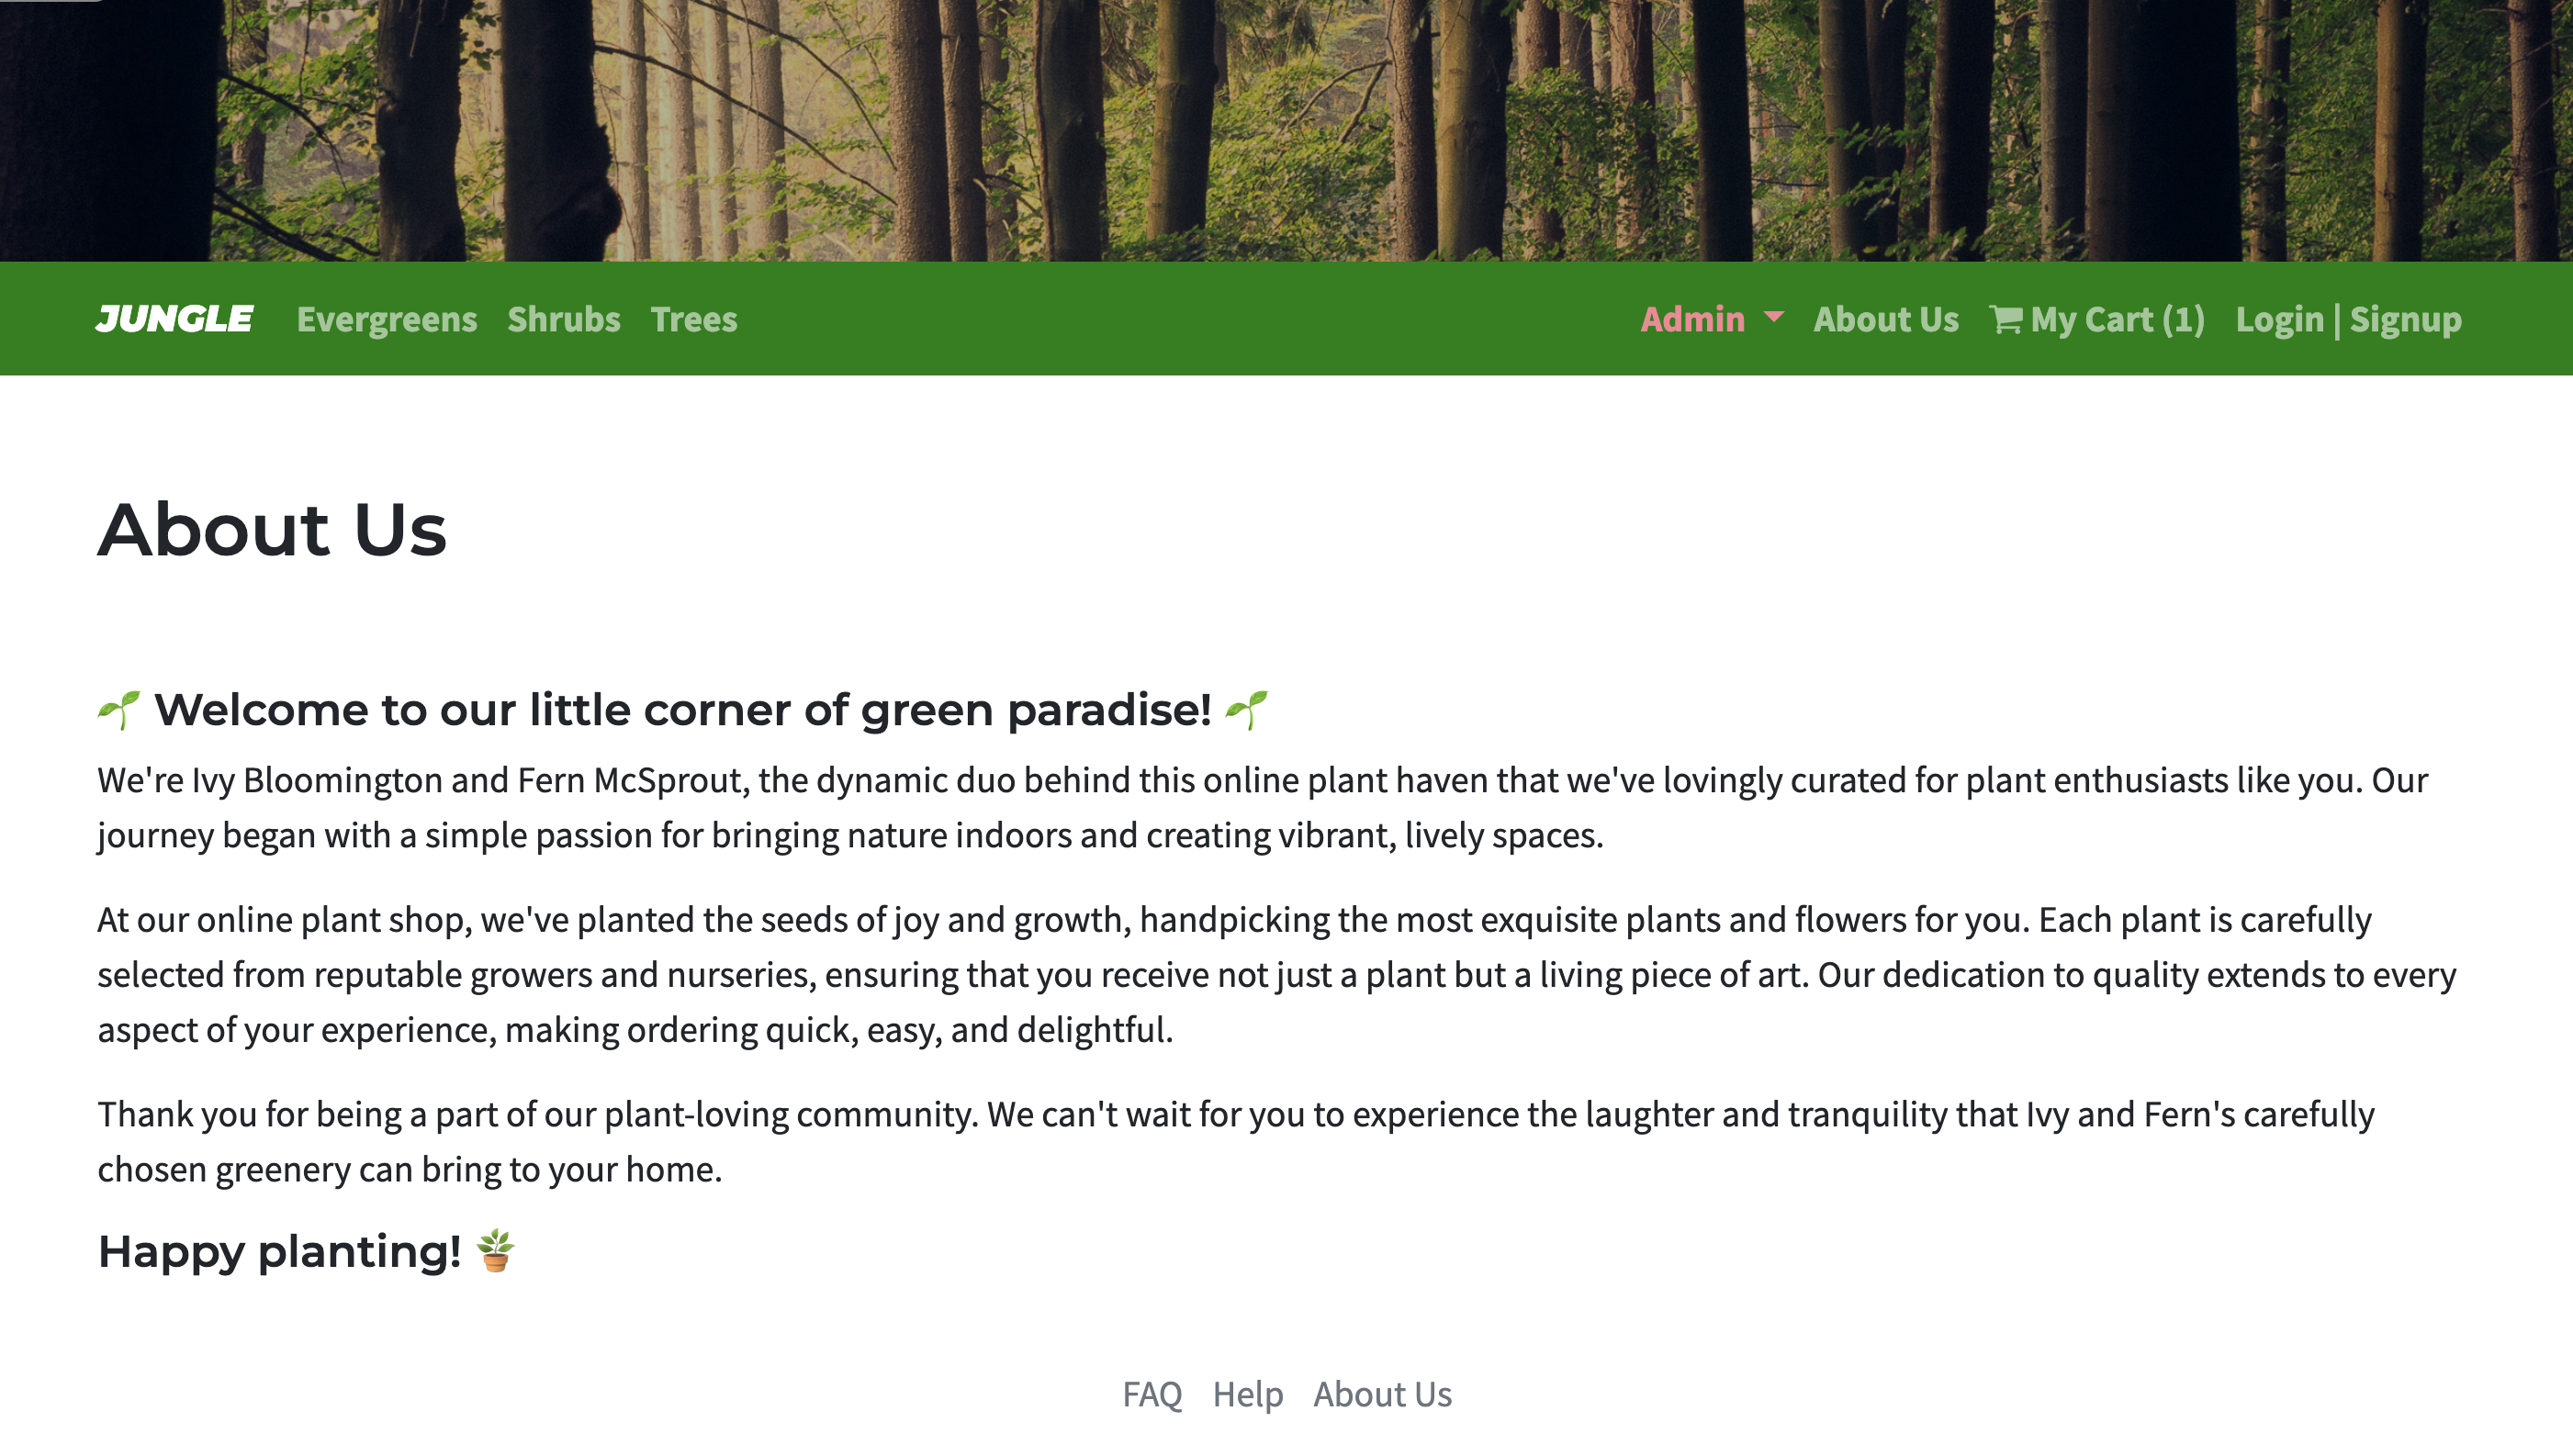 JUNGLE Evergreens Shrubs Trees Admin About Us My Cart (1) Login | Signup
About Us
🌱 Welcome to our little corner of green paradise! 🌱
We're Ivy Bloomington and Fern McSprout, the dynamic duo behind this online plant haven that we've lovingly curated for plant enthusiasts like you. Our
journey began with a simple passion for bringing nature indoors and creating vibrant, lively spaces.
At our online plant shop, we've planted the seeds of joy and growth, handpicking the most exquisite plants and flowers for you. Each plant is carefully
selected from reputable growers and nurseries, ensuring that you receive not just a plant but a living piece of art. Our dedication to quality extends to every
aspect of your experience, making ordering quick, easy, and delightful.
Thank you for being a part of our plant-loving community. We can't wait for you to experience the laughter and tranquility that Ivy and Fern's carefully
chosen greenery can bring to your home.
Happy planting! 🪴
FAQ Help About Us